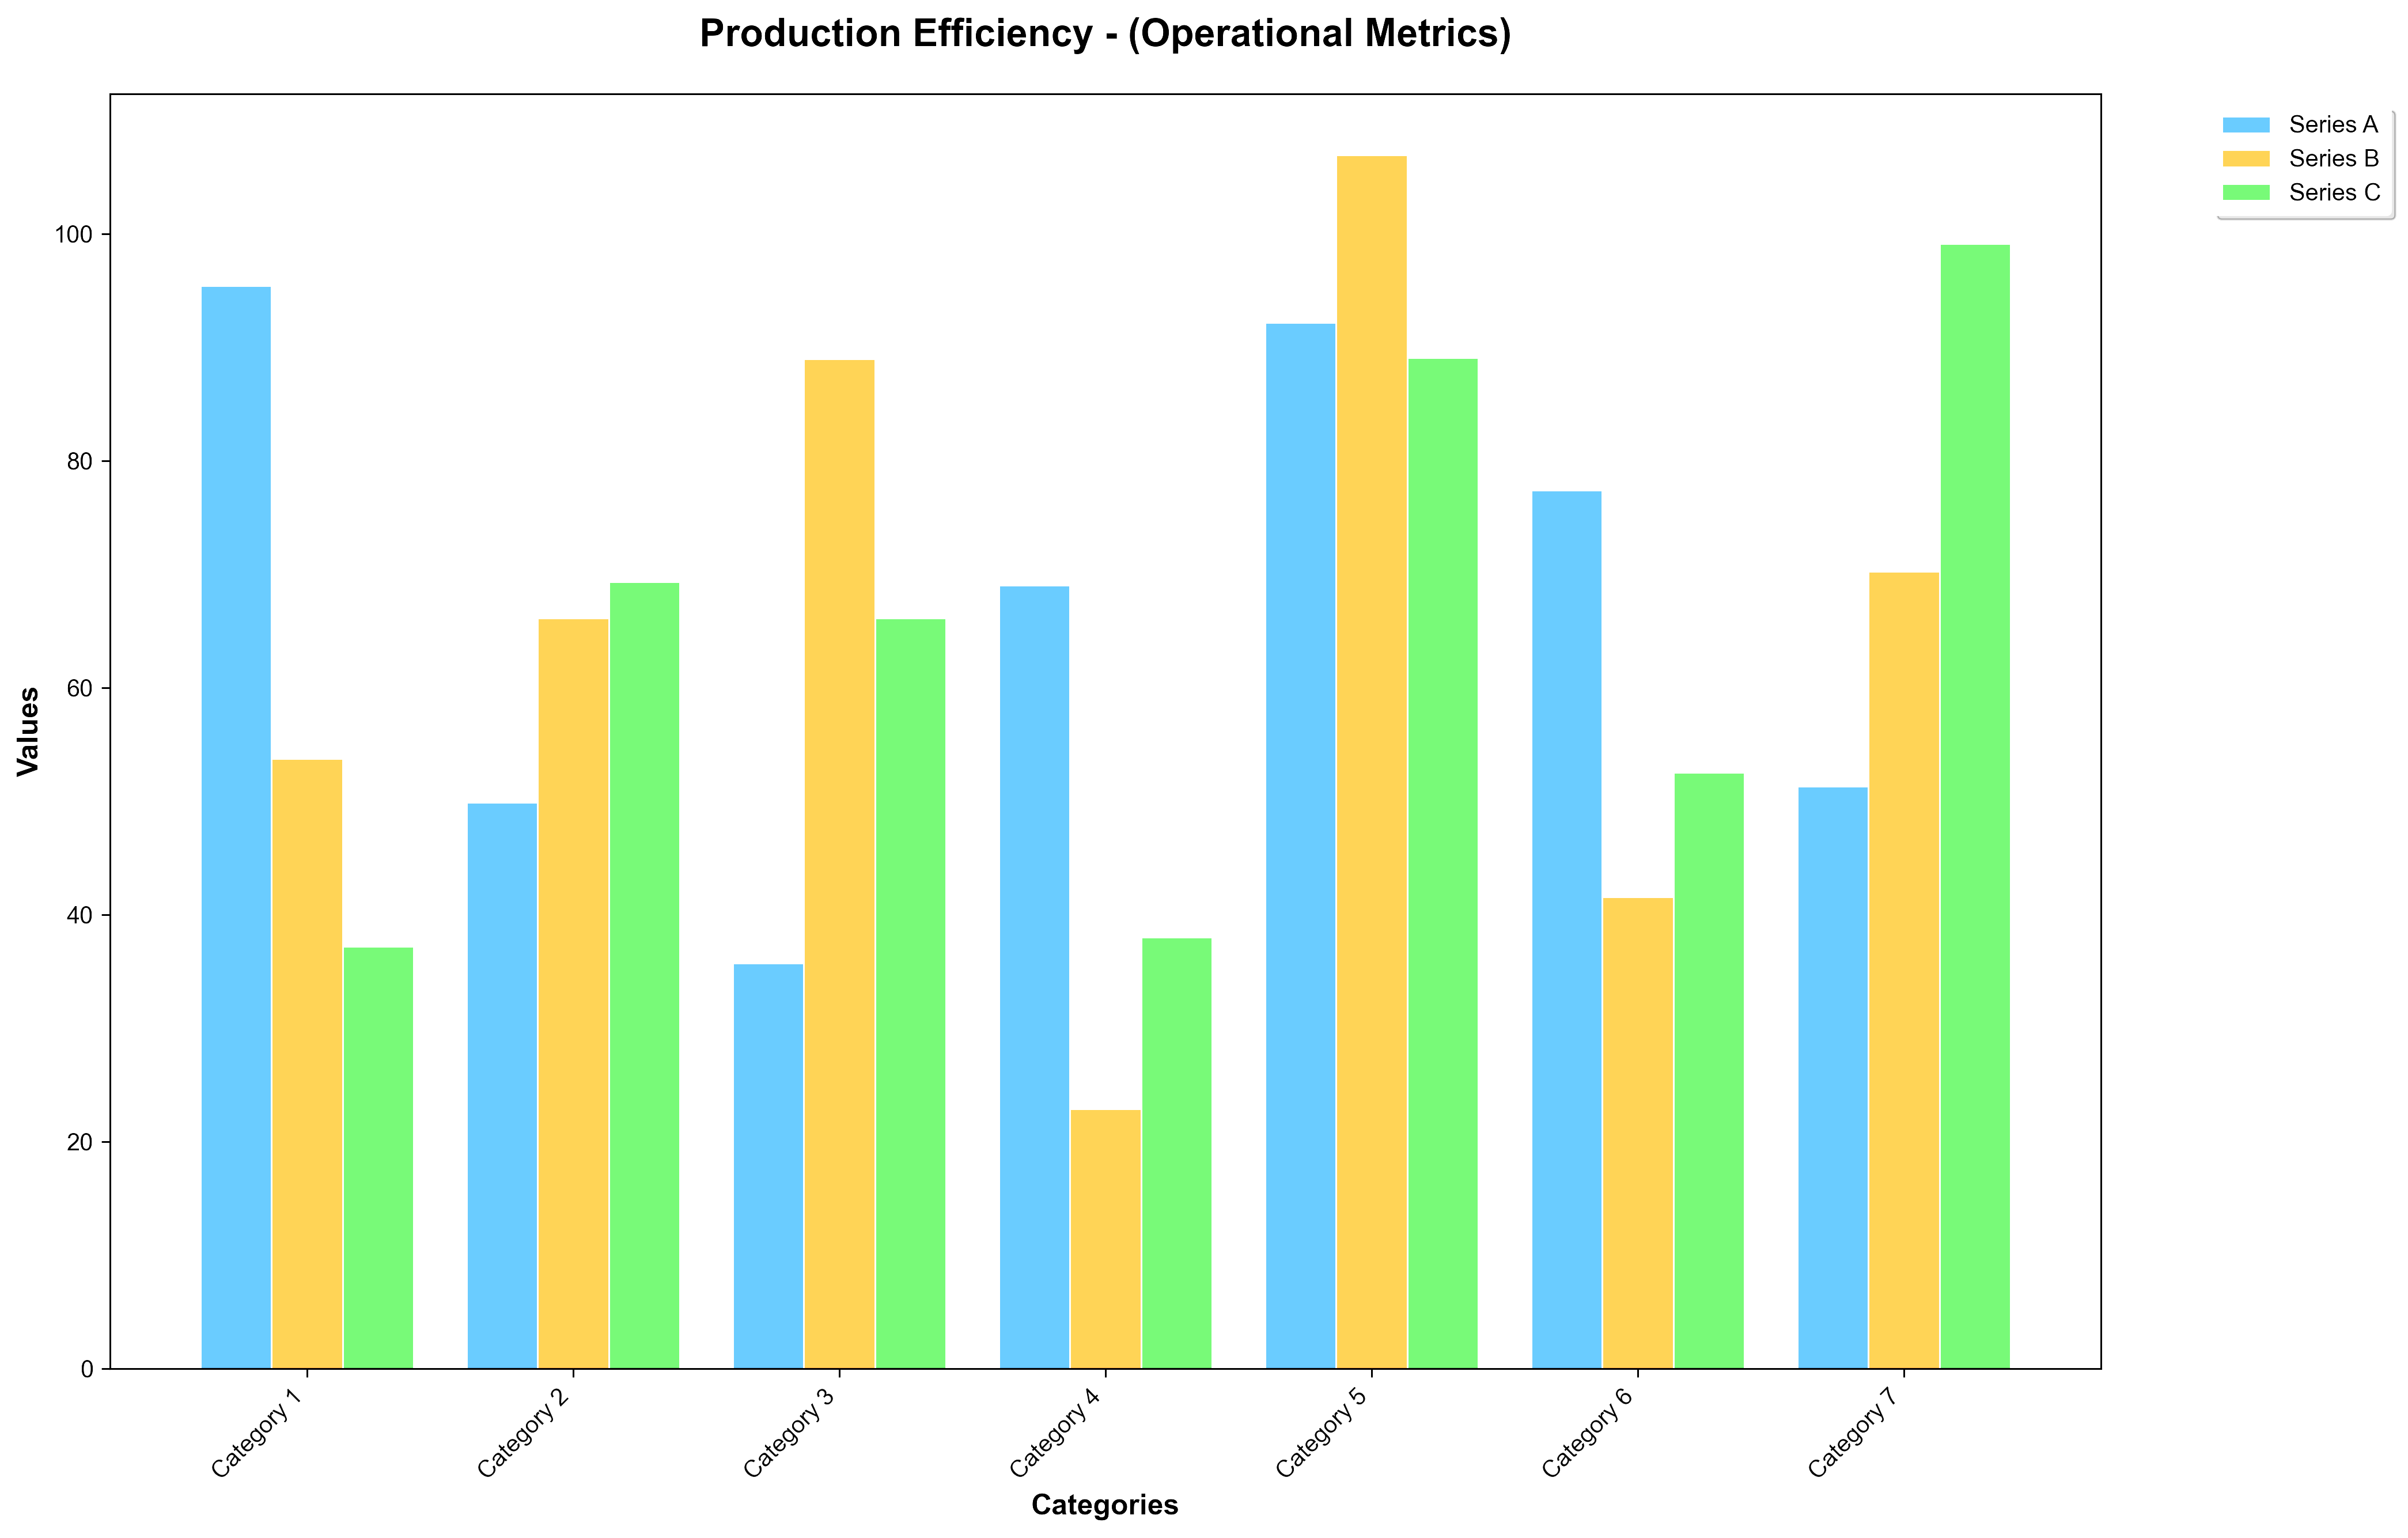 Production Efficiency - (Operational Metrics)
Series A
Series B
Series C
100
80
60
40
20
0
Values
Category 1
Category 2
Category 3
Category 4
Category 5
Category 6
Category 7
Categories